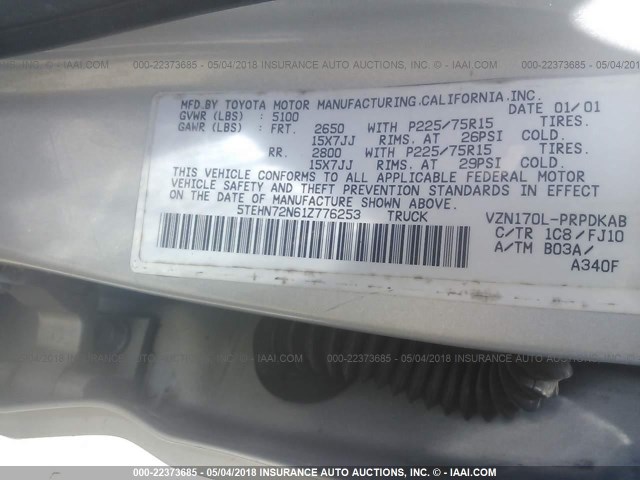 000-22373685 - 05/04/2018 INSURANCE AUTO AUCTIONS © - IAAI.COM
MFD.BY TOYOTA MOTOR MANUFACTURING.CALIFORNIA.INC.
GVWR (LBS) : 5100 DATE 01/01
GAWR (LBS) : FRT. 2650 WITH P225/75R15 TIRES.
15X7JJ RIMS. AT 26PSI COLD.
RR. 2800 WITH P225/75R15 TIRES.
15X7JJ RIMS. AT 29PSI COLD.
THIS VEHICLE CONFORMS TO ALL APPLICABLE FEDERAL MOTOR
VEHICLE SAFETY AND THEFT PREVENTION STANDARDS IN EFFECT
ON THE DATE OF MANUFACTURE SHOWN ABOVE.
5TEHN72N61Z776253 TRUCK VZN170L-PRPDKAB
C/TR 1C8/FJ10
A/TM B03A/
A340F
000-22373685 - 05/04/2018 INSURANCE AUTO AUCTIONS © - IAAI.COM
000-22373685 - 05/04/2018 INSURANCE AUTO AUCTIONS © - IAAI.COM